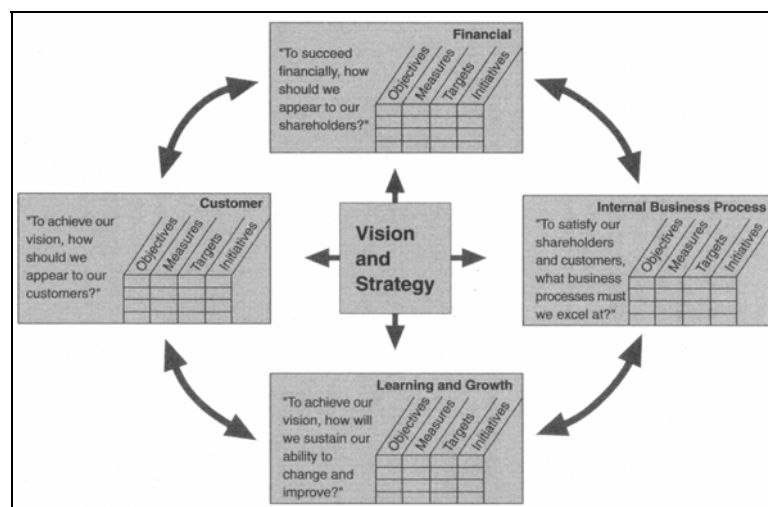 Financial
"To succeed
financially, how
should we
appear to our
shareholders?"
Objectives
Measures
Targets
Initiatives
Customer
"To achieve our
vision, how
should we
appear to our
customers?"
Objectives
Measures
Targets
Initiatives
Vision
and
Strategy
Internal Business Process
"To satisfy our
shareholders
and customers,
what business
processes must
we excel at?"
Objectives
Measures
Targets
Initiatives
Learning and Growth
"To achieve our
vision, how will
we sustain our
ability to
change and
improve?"
Objectives
Measures
Targets
Initiatives